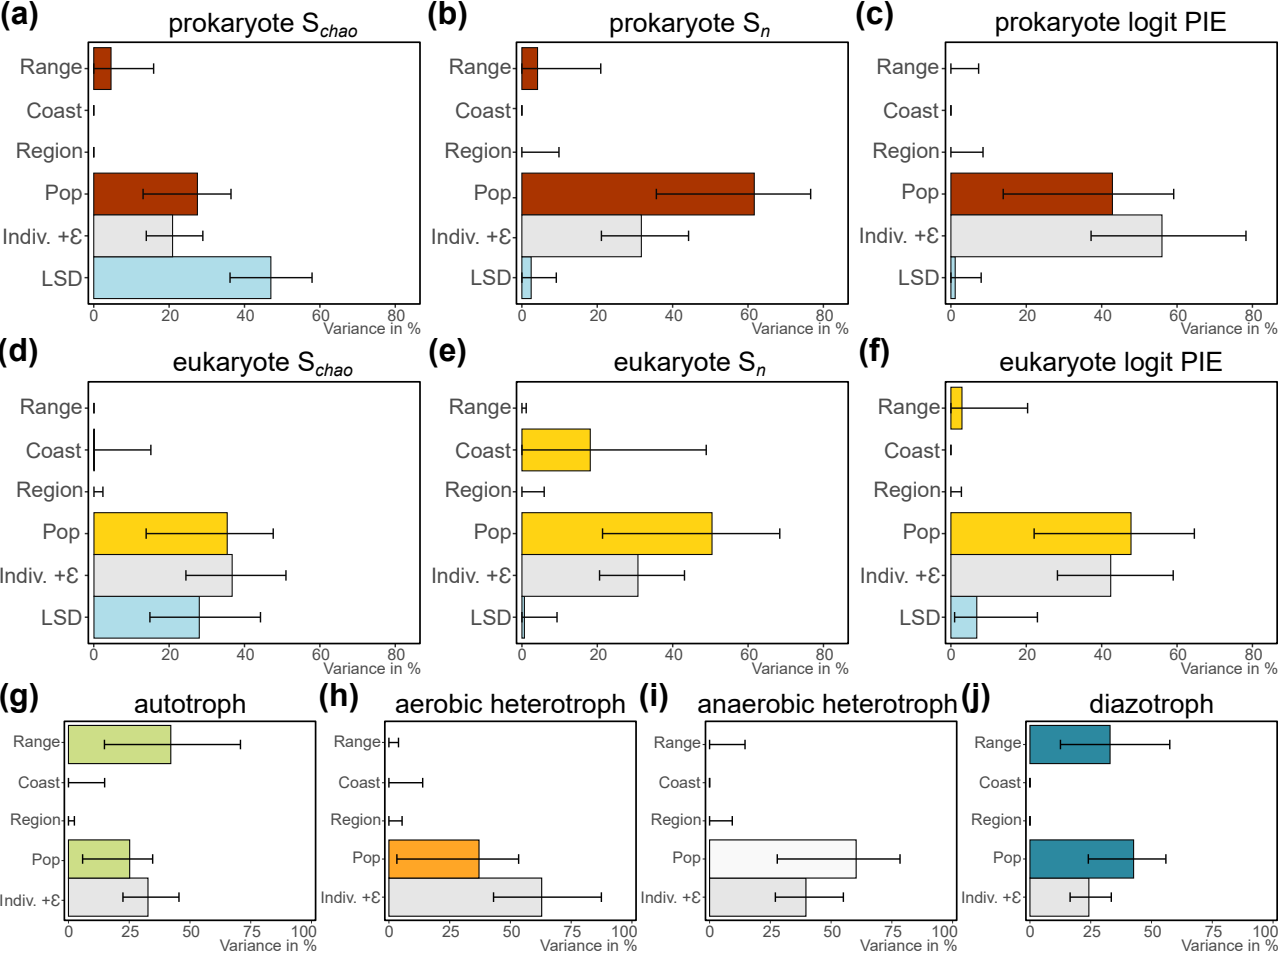 (a) prokaryote Schao
Range
Coast
Region
Pop
Indiv. +Ɛ
LSD
0 20 40 60 80
Variance in %
(b) prokaryote Sn
Range
Coast
Region
Pop
Indiv. +Ɛ
LSD
0 20 40 60 80
Variance in %
(c) prokaryote logit PIE
Range
Coast
Region
Pop
Indiv. +Ɛ
LSD
0 20 40 60 80
Variance in %
(d) eukaryote Schao
Range
Coast
Region
Pop
Indiv. +Ɛ
LSD
0 20 40 60 80
Variance in %
(e) eukaryote Sn
Range
Coast
Region
Pop
Indiv. +Ɛ
LSD
0 20 40 60 80
Variance in %
(f) eukaryote logit PIE
Range
Coast
Region
Pop
Indiv. +Ɛ
LSD
0 20 40 60 80
Variance in %
(g) autotroph
Range
Coast
Region
Pop
Indiv. +Ɛ
0 25 50 75 100
Variance in %
(h) aerobic heterotroph
Range
Coast
Region
Pop
Indiv. +Ɛ
0 25 50 75 100
Variance in %
(i) anaerobic heterotroph
Range
Coast
Region
Pop
Indiv. +Ɛ
0 25 50 75 100
Variance in %
(j) diazotroph
Range
Coast
Region
Pop
Indiv. +Ɛ
0 25 50 75 100
Variance in %